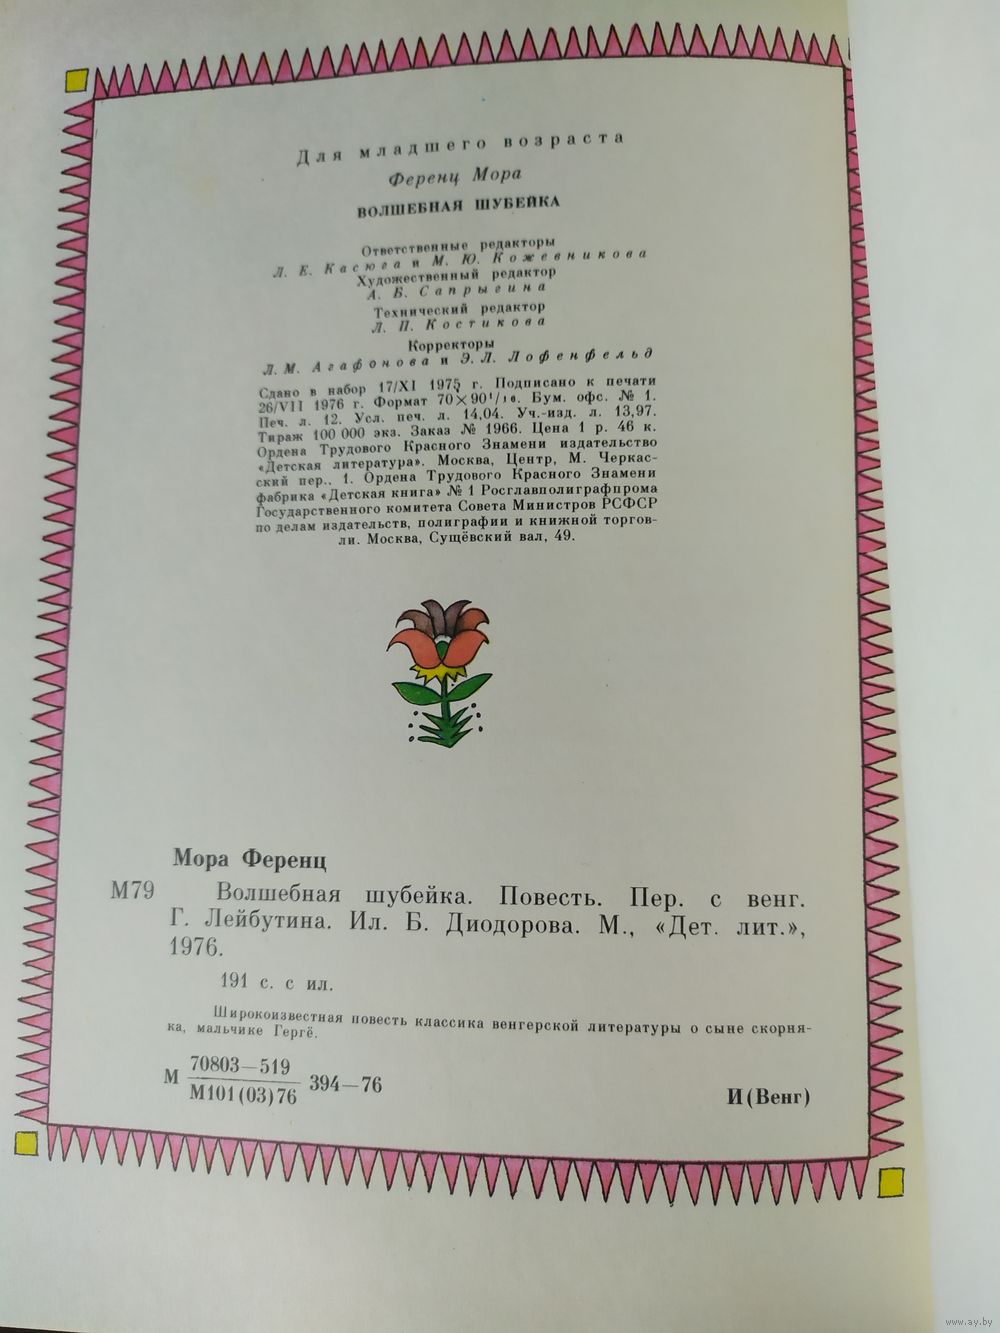 Для младшего возраста
Ференц Мора
ВОЛШЕБНАЯ ШУБЕЙКА
Ответственные редакторы
Л. Е. Касюга и М. Ю. Кожевникова
Художественный редактор
А. Б. Сапрыгина
Технический редактор
Л. П. Костикова
Корректоры
Л. М. Агафонова и Э. Л. Лофенфельд
Сдано в набор 17/XI 1975 г. Подписано к печати
26/VII 1976 г. Формат 70×90¹/₁₆. Бум. офс. № 1.
Печ. л. 12. Усл. печ. л. 14,04. Уч.-изд. л. 13,97.
Тираж 100 000 экз. Заказ № 1966. Цена 1 р. 46 к.
Ордена Трудового Красного Знамени издательство
«Детская литература». Москва, Центр, М. Черкас-
ский пер., 1. Ордена Трудового Красного Знамени
фабрика «Детская книга» № 1 Росглавполиграфпрома
Государственного комитета Совета Министров РСФСР
по делам издательств, полиграфии и книжной торгов-
ли. Москва, Сущёвский вал, 49.
Мора Ференц
М79 Волшебная шубейка. Повесть. Пер. с венг.
Г. Лейбутина. Ил. Б. Диодорова. М., «Дет. лит.»,
1976.
191 с. с ил.
Широкоизвестная повесть классика венгерской литературы о сыне скорня-
ка, мальчике Гергё.
М 70803—519 394—76
М101(03)76
И(Венг)
www.ay.by